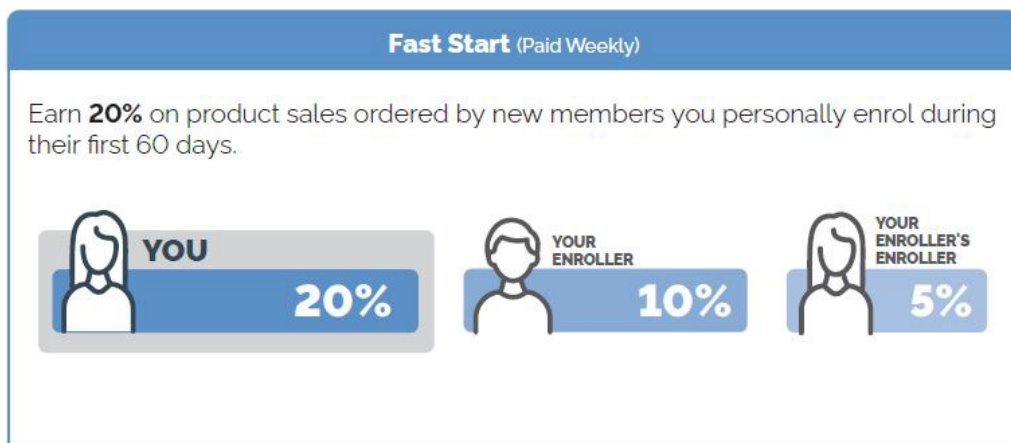 Fast Start (Paid Weekly)
Earn 20% on product sales ordered by new members you personally enrol during
their first 60 days.
YOU
20%
YOUR
ENROLLER
10%
YOUR
ENROLLER'S
ENROLLER
5%